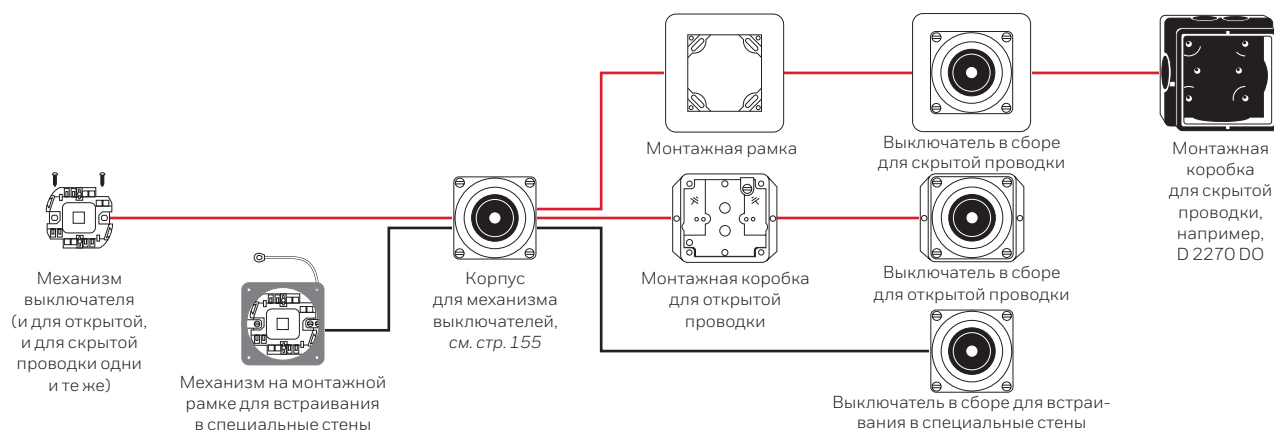 Монтажная рамка
Выключатель в сборе
для скрытой проводки
Монтажная
коробка
для скрытой
проводки,
например,
D 2270 DO
Механизм
выключателя
(и для открытой,
и для скрытой
проводки одни
и те же)
Механизм на монтажной
рамке для встраивания
в специальные стены
Корпус
для механизма
выключателей,
см. стр. 155
Монтажная коробка
для открытой
проводки
Выключатель в сборе
для открытой проводки
Выключатель в сборе для встраи-
вания в специальные стены